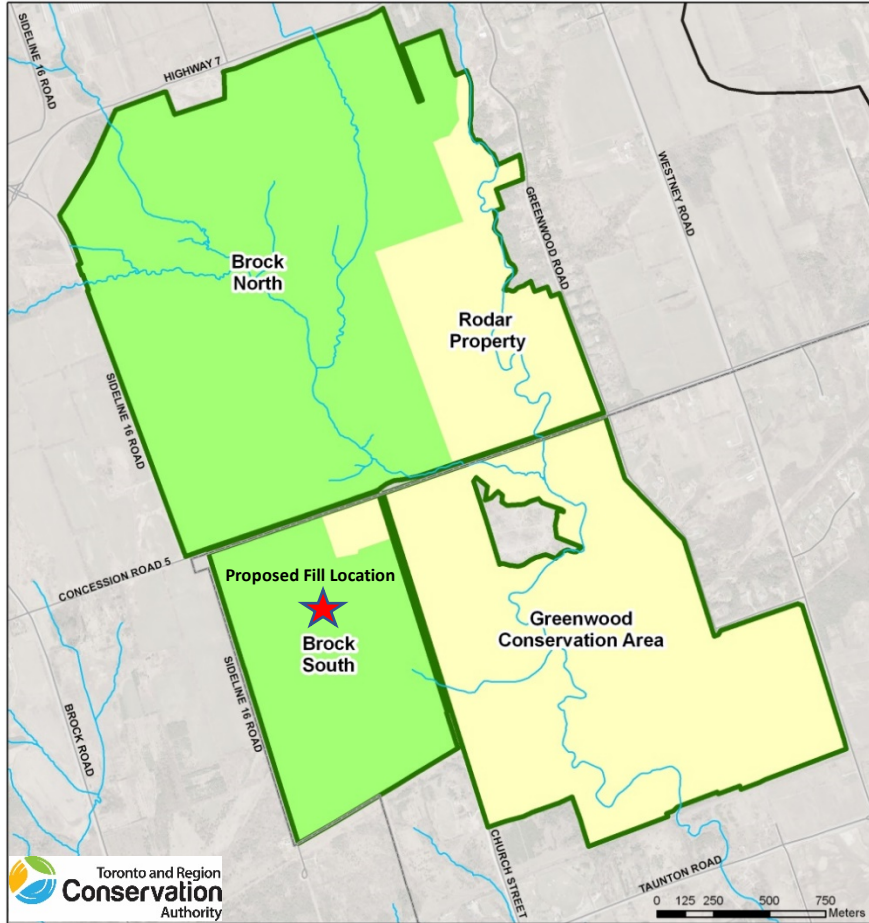 SIDELINE 16 ROAD
HIGHWAY 7
GREENWOOD ROAD
WESTNEY ROAD
Brock
North
Rodar
Property
SIDELINE 16 ROAD
CONCESSION ROAD 5
Proposed Fill Location
Brock
South
Greenwood
Conservation Area
SIDELINE 16 ROAD
BROCK ROAD
CHURCH STREET
TAUNTON ROAD
Toronto and Region
Conservation
Authority
0 125 250 500 750
Meters